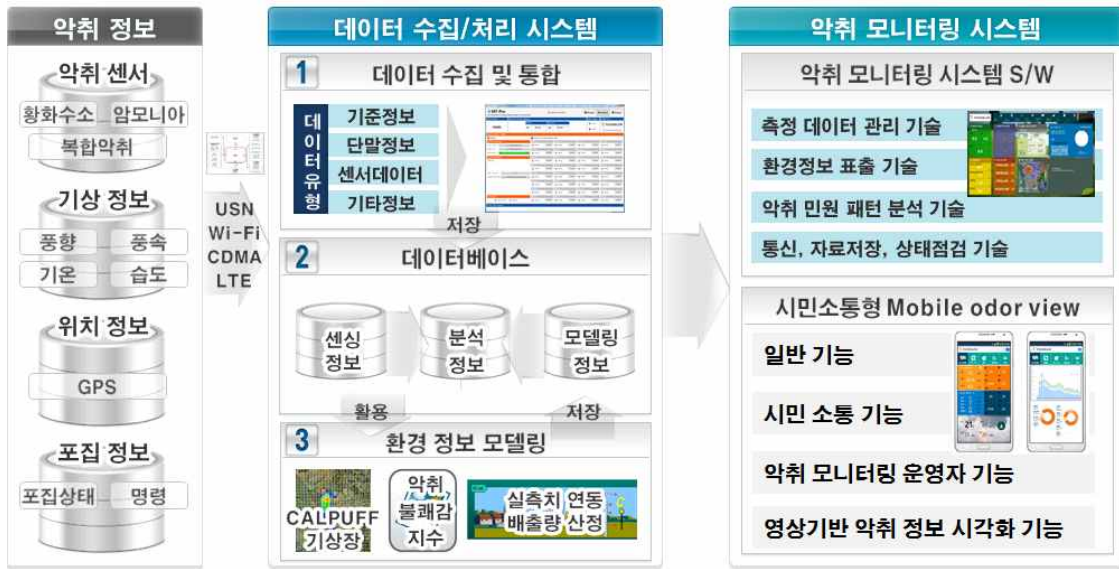 악취 정보
악취 센서
황화수소 암모니아
복합악취
기상 정보
풍향 풍속
기온 습도
위치 정보
GPS
포집 정보
포집상태 명령
USN
Wi-Fi
CDMA
LTE
데이터 수집/처리 시스템
1 데이터 수집 및 통합
데이터유형
기준정보
단말정보
센서데이터
기타정보
저장
2 데이터베이스
센싱
정보
분석
정보
모델링
정보
활용
저장
3 환경 정보 모델링
CALPUFF
기상장
악취
불쾌감
지수
실측치 연동
배출량 산정
악취 모니터링 시스템
악취 모니터링 시스템 S/W
측정 데이터 관리 기술
환경정보 표출 기술
악취 민원 패턴 분석 기술
통신, 자료저장, 상태점검 기술
시민소통형 Mobile odor view
일반 기능
시민 소통 기능
악취 모니터링 운영자 기능
영상기반 악취 정보 시각화 기능